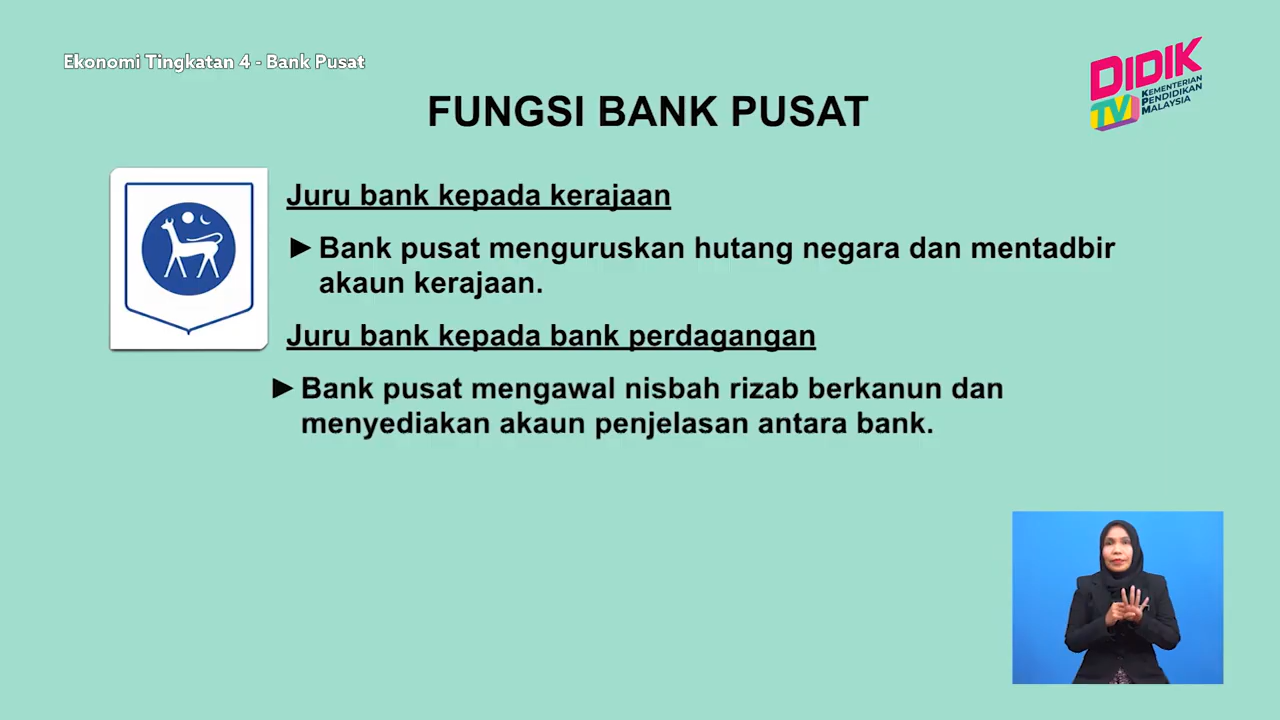 Ekonomi Tingkatan 4 - Bank Pusat
DIDIK
TV
KEMENTERIAN
PENDIDIKAN
MALAYSIA
FUNGSI BANK PUSAT
Juru bank kepada kerajaan
►Bank pusat menguruskan hutang negara dan mentadbir
akaun kerajaan.
Juru bank kepada bank perdagangan
►Bank pusat mengawal nisbah rizab berkanun dan
menyediakan akaun penjelasan antara bank.